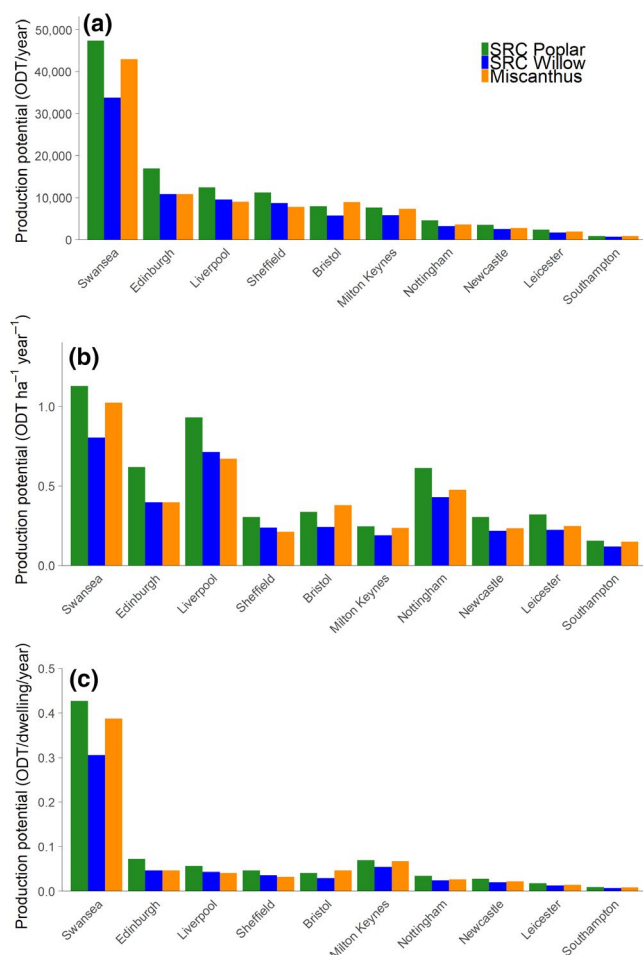 (a)
Production potential (ODT/year)
50,000
40,000
30,000
20,000
10,000
0
SRC Poplar
SRC Willow
Miscanthus
Swansea
Edinburgh
Liverpool
Sheffield
Bristol
Milton Keynes
Nottingham
Newcastle
Leicester
Southampton
(b)
Production potential (ODT ha⁻¹ year⁻¹)
1.0
0.5
0.0
Swansea
Edinburgh
Liverpool
Sheffield
Bristol
Milton Keynes
Nottingham
Newcastle
Leicester
Southampton
(c)
Production potential (ODT/dwelling/year)
0.5
0.4
0.3
0.2
0.1
0.0
Swansea
Edinburgh
Liverpool
Sheffield
Bristol
Milton Keynes
Nottingham
Newcastle
Leicester
Southampton